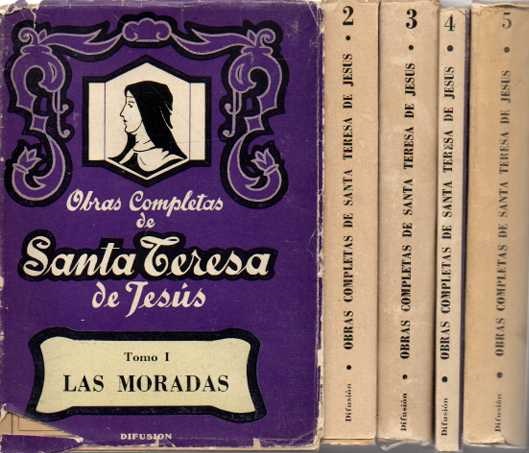 Obras Completas
de
Santa Teresa
de Jesús
Tomo I
LAS MORADAS
DIFUSION
2 • OBRAS COMPLETAS DE SANTA TERESA DE JESUS • Difusión
3 • OBRAS COMPLETAS DE SANTA TERESA DE JESUS • Difusión
4 • OBRAS COMPLETAS DE SANTA TERESA DE JESUS • Difusión
5 • OBRAS COMPLETAS DE SANTA TERESA DE JESUS • Difusión